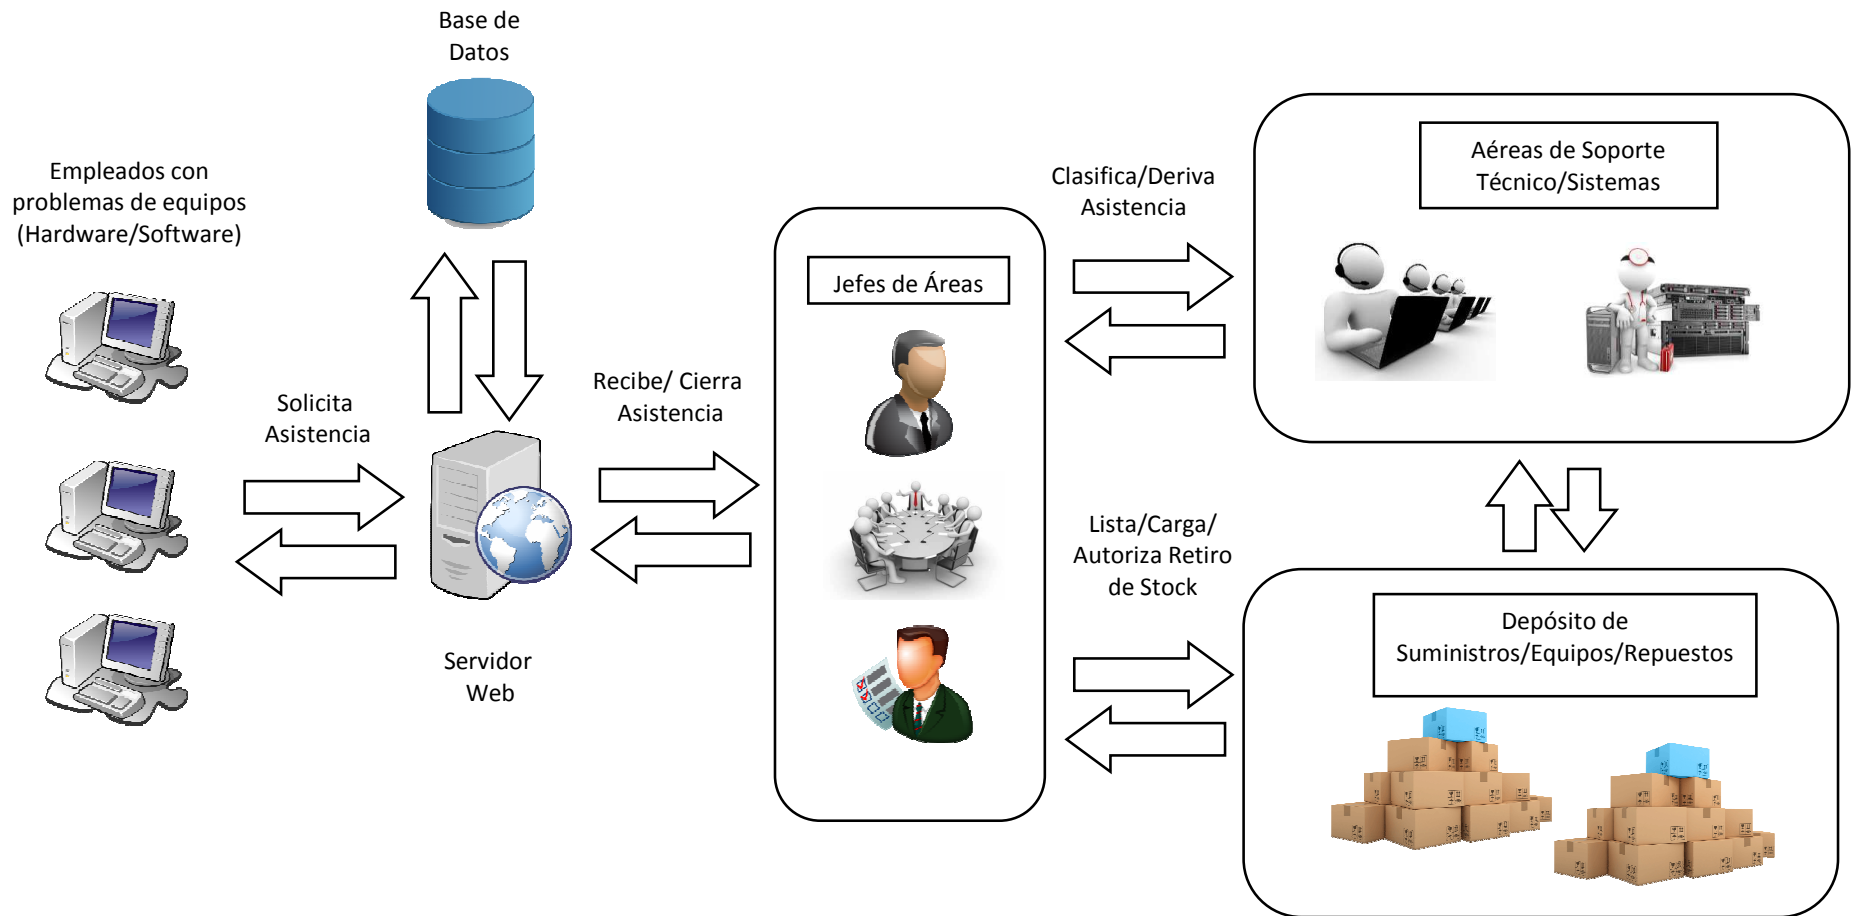 Base de
Datos
Empleados con
problemas de equipos
(Hardware/Software)
Solicita
Asistencia
Servidor
Web
Recibe/ Cierra
Asistencia
Jefes de Áreas
Clasifica/Deriva
Asistencia
Aéreas de Soporte
Técnico/Sistemas
Lista/Carga/
Autoriza Retiro
de Stock
Depósito de
Suministros/Equipos/Repuestos